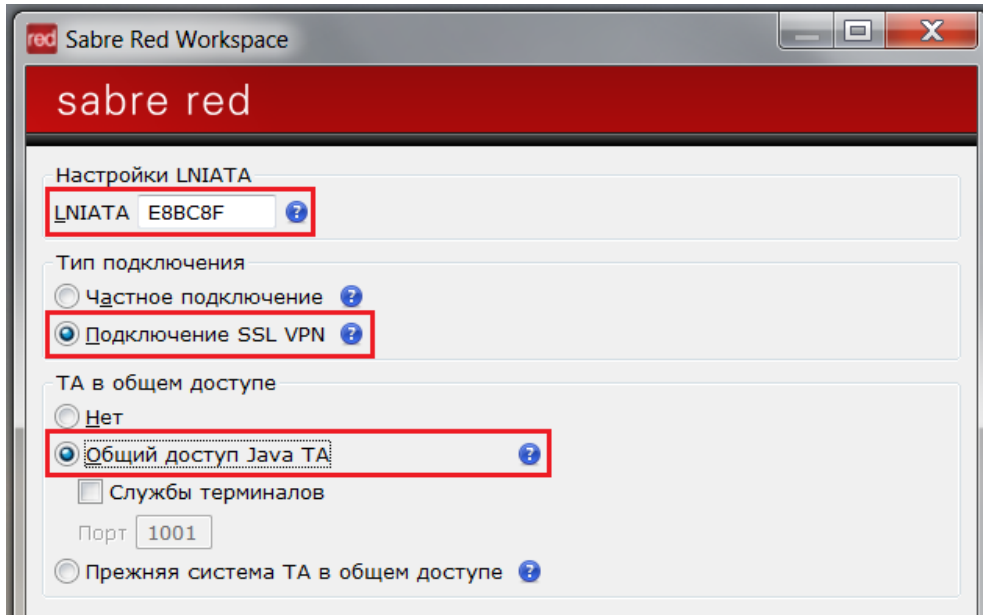 red Sabre Red Workspace
sabre red
Настройки LNIATA
LNIATA E8BC8F ?
Тип подключения
Частное подключение ?
Подключение SSL VPN ?
ТА в общем доступе
Нет
Общий доступ Java TA ?
Службы терминалов
Порт 1001
Прежняя система ТА в общем доступе ?